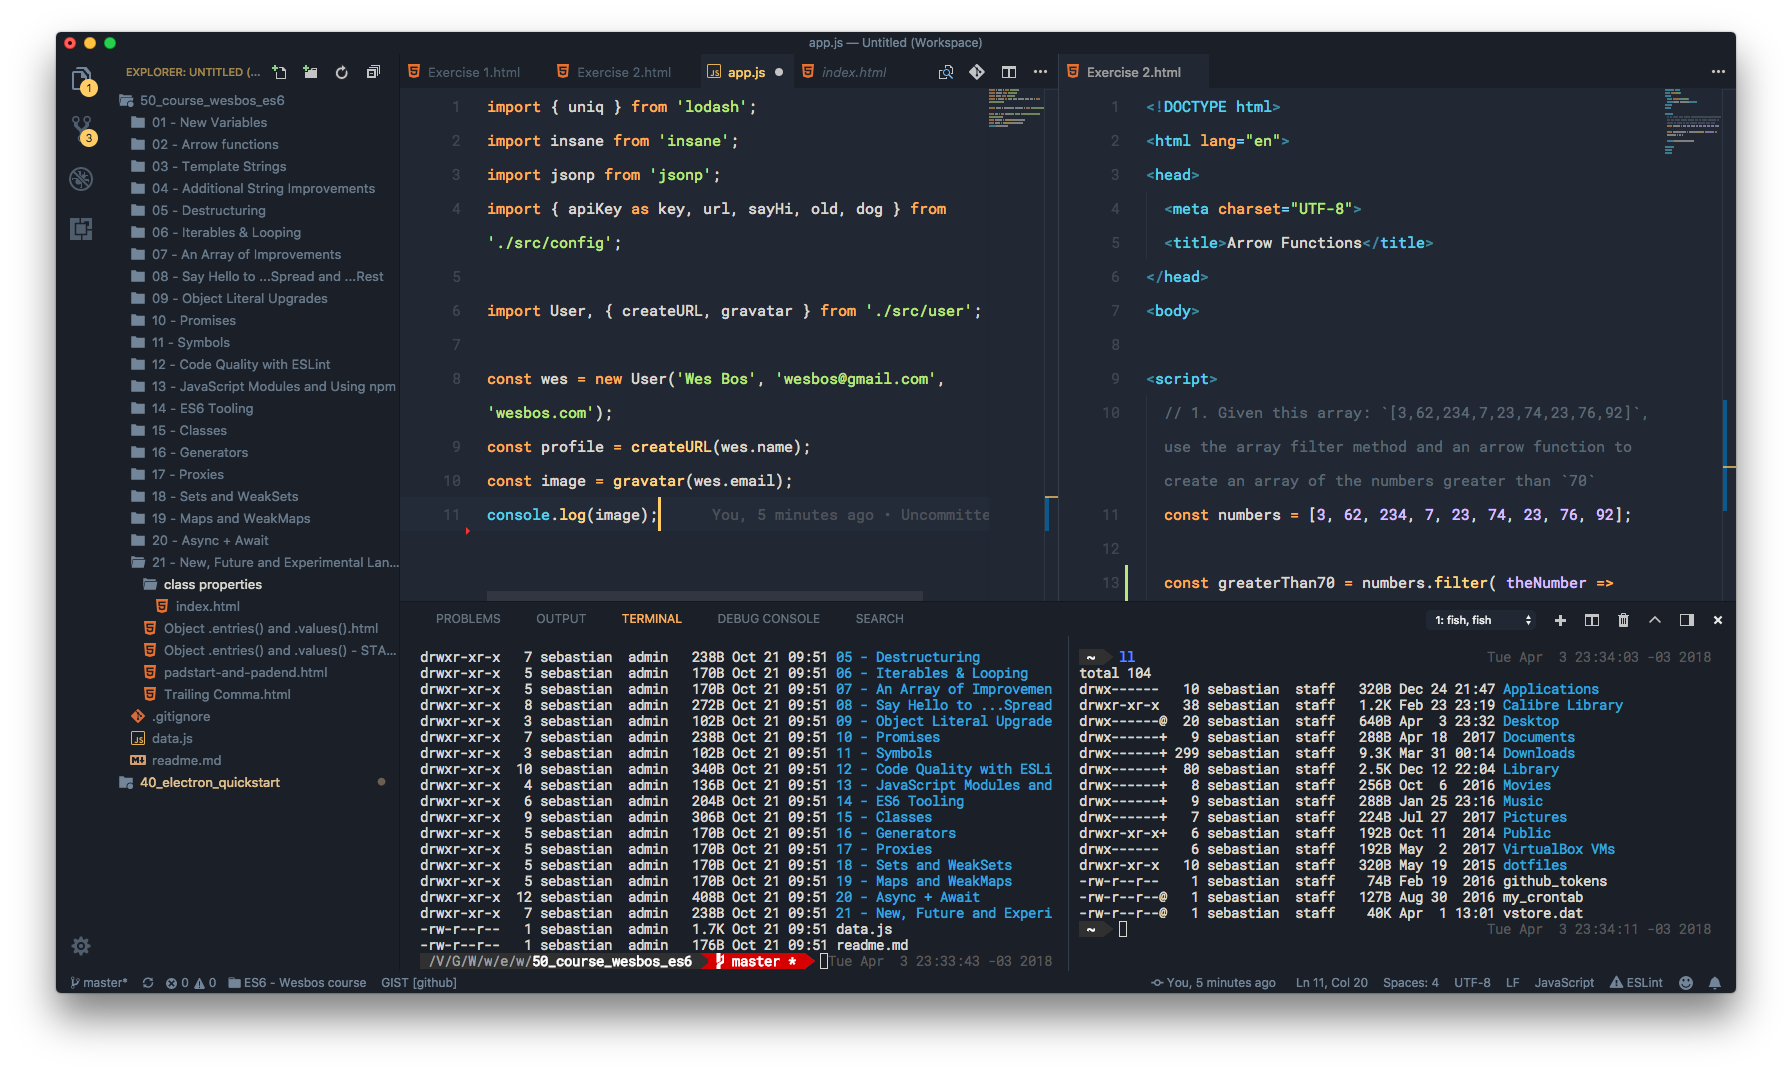 app.js — Untitled (Workspace)
EXPLORER: UNTITLED (...
1
3
50_course_wesbos_es6
01 - New Variables
02 - Arrow functions
03 - Template Strings
04 - Additional String Improvements
05 - Destructuring
06 - Iterables & Looping
07 - An Array of Improvements
08 - Say Hello to ...Spread and ...Rest
09 - Object Literal Upgrades
10 - Promises
11 - Symbols
12 - Code Quality with ESLint
13 - JavaScript Modules and Using npm
14 - ES6 Tooling
15 - Classes
16 - Generators
17 - Proxies
18 - Sets and WeakSets
19 - Maps and WeakMaps
20 - Async + Await
21 - New, Future and Experimental Lan...
class properties
index.html
Object .entries() and .values().html
Object .entries() and .values() - STA...
padstart-and-padend.html
Trailing Comma.html
.gitignore
JS data.js
readme.md
40_electron_quickstart
Exercise 1.html Exercise 2.html JS app.js index.html
1 import { uniq } from 'lodash';
2 import insane from 'insane';
3 import jsonp from 'jsonp';
4 import { apiKey as key, url, sayHi, old, dog } from
'./src/config';
5
6 import User, { createURL, gravatar } from './src/user';
7
8 const wes = new User('Wes Bos', 'wesbos@gmail.com',
'wesbos.com');
9 const profile = createURL(wes.name);
10 const image = gravatar(wes.email);
11 console.log(image); You, 5 minutes ago • Uncommitte
Exercise 2.html
1 <!DOCTYPE html>
2 <html lang="en">
3 <head>
4 <meta charset="UTF-8">
5 <title>Arrow Functions</title>
6 </head>
7 <body>
8
9 <script>
10 // 1. Given this array: `[3,62,234,7,23,74,23,76,92]`,
use the array filter method and an arrow function to
create an array of the numbers greater than `70`
11 const numbers = [3, 62, 234, 7, 23, 74, 23, 76, 92];
12
13 const greaterThan70 = numbers.filter( theNumber =>
PROBLEMS OUTPUT TERMINAL DEBUG CONSOLE SEARCH
1: fish, fish
drwxr-xr-x 7 sebastian admin 238B Oct 21 09:51 05 - Destructuring
drwxr-xr-x 5 sebastian admin 170B Oct 21 09:51 06 - Iterables & Looping
drwxr-xr-x 5 sebastian admin 170B Oct 21 09:51 07 - An Array of Improvemen
drwxr-xr-x 8 sebastian admin 272B Oct 21 09:51 08 - Say Hello to ...Spread
drwxr-xr-x 3 sebastian admin 102B Oct 21 09:51 09 - Object Literal Upgrade
drwxr-xr-x 7 sebastian admin 238B Oct 21 09:51 10 - Promises
drwxr-xr-x 3 sebastian admin 102B Oct 21 09:51 11 - Symbols
drwxr-xr-x 10 sebastian admin 340B Oct 21 09:51 12 - Code Quality with ESLi
drwxr-xr-x 4 sebastian admin 136B Oct 21 09:51 13 - JavaScript Modules and
drwxr-xr-x 6 sebastian admin 204B Oct 21 09:51 14 - ES6 Tooling
drwxr-xr-x 9 sebastian admin 306B Oct 21 09:51 15 - Classes
drwxr-xr-x 5 sebastian admin 170B Oct 21 09:51 16 - Generators
drwxr-xr-x 5 sebastian admin 170B Oct 21 09:51 17 - Proxies
drwxr-xr-x 5 sebastian admin 170B Oct 21 09:51 18 - Sets and WeakSets
drwxr-xr-x 5 sebastian admin 170B Oct 21 09:51 19 - Maps and WeakMaps
drwxr-xr-x 12 sebastian admin 408B Oct 21 09:51 20 - Async + Await
drwxr-xr-x 7 sebastian admin 238B Oct 21 09:51 21 - New, Future and Experi
-rw-r--r-- 1 sebastian admin 1.7K Oct 21 09:51 data.js
-rw-r--r-- 1 sebastian admin 176B Oct 21 09:51 readme.md
/V/G/W/w/e/w/50_course_wesbos_es6 master * Tue Apr 3 23:33:43 -03 2018
~ ll Tue Apr 3 23:34:03 -03 2018
total 104
drwx------ 10 sebastian staff 320B Dec 24 21:47 Applications
drwxr-xr-x 38 sebastian staff 1.2K Feb 23 23:19 Calibre Library
drwx------@ 20 sebastian staff 640B Apr 3 23:32 Desktop
drwx------+ 9 sebastian staff 288B Apr 18 2017 Documents
drwx------+ 299 sebastian staff 9.3K Mar 31 00:14 Downloads
drwx------+ 80 sebastian staff 2.5K Dec 12 22:04 Library
drwx------+ 8 sebastian staff 256B Oct 6 2016 Movies
drwx------+ 9 sebastian staff 288B Jan 25 23:16 Music
drwx------+ 7 sebastian staff 224B Jul 27 2017 Pictures
drwxr-xr-x+ 6 sebastian staff 192B Oct 11 2014 Public
drwx------ 6 sebastian staff 192B May 2 2017 VirtualBox VMs
drwxr-xr-x 10 sebastian staff 320B May 19 2015 dotfiles
-rw-r--r-- 1 sebastian staff 74B Feb 19 2016 github_tokens
-rw-r--r--@ 1 sebastian staff 127B Aug 30 2016 my_crontab
-rw-r--r--@ 1 sebastian staff 40K Apr 1 13:01 vstore.dat
~ Tue Apr 3 23:34:11 -03 2018
master* 0 0 ES6 - Wesbos course GIST [github] You, 5 minutes ago Ln 11, Col 20 Spaces: 4 UTF-8 LF JavaScript ESLint